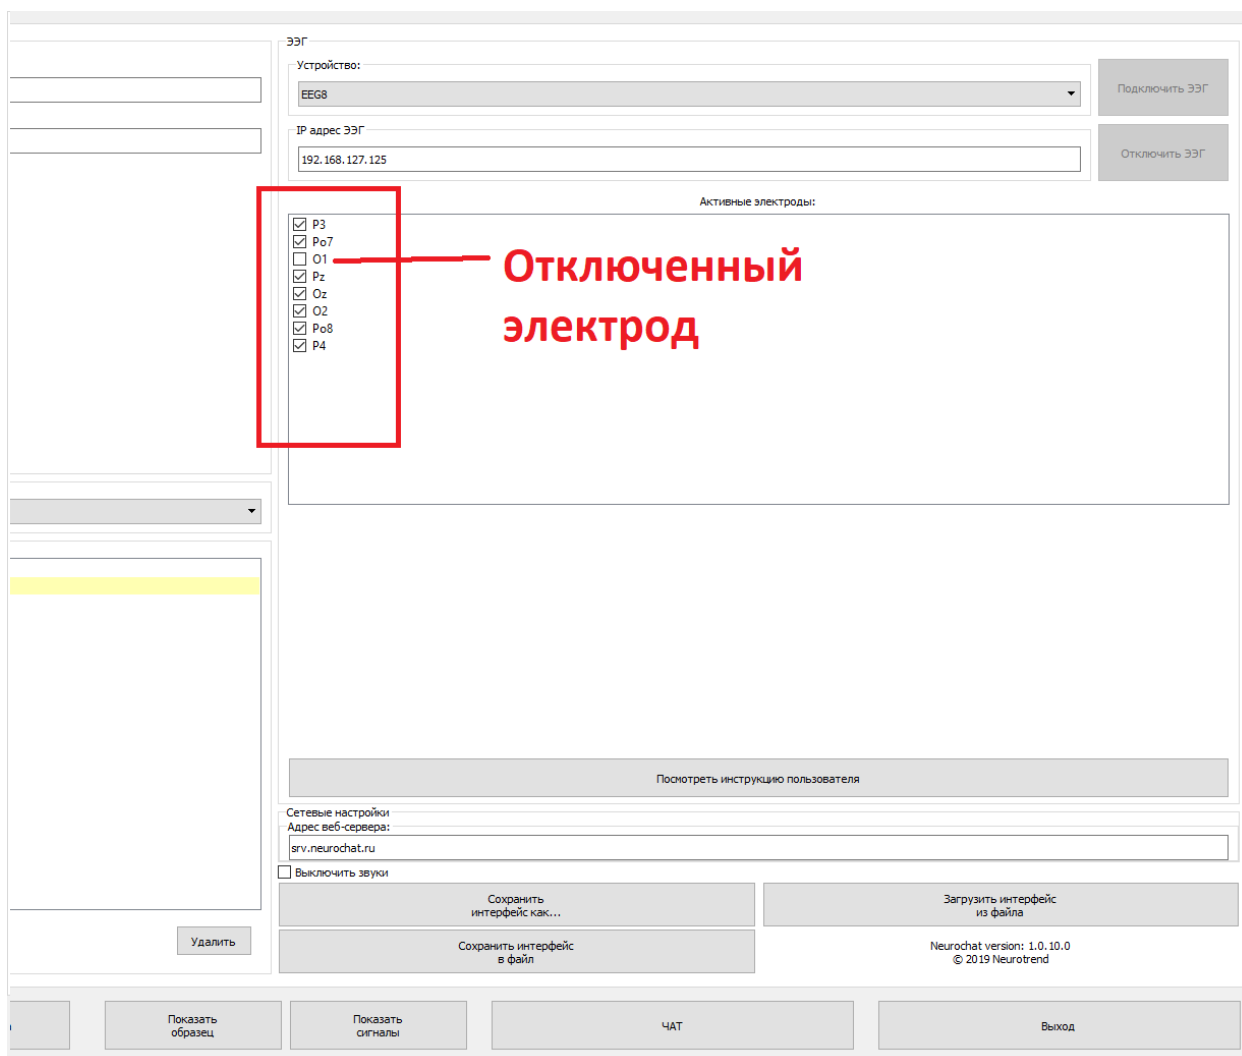 ЭЭГ
Устройство:
EEG8
Подключить ЭЭГ
IP адрес ЭЭГ
192.168.127.125
Отключить ЭЭГ
Активные электроды:
P3
Po7
O1
Pz
Oz
O2
Po8
P4
Отключенный
электрод
Посмотреть инструкцию пользователя
Сетевые настройки
Адрес веб-сервера:
srv.neurochat.ru
Выключить звуки
Сохранить
интерфейс как...
Загрузить интерфейс
из файла
Удалить
Сохранить интерфейс
в файл
Neurochat version: 1.0.10.0
© 2019 Neurotrend
Показать
образец
Показать
сигналы
ЧАТ
Выход